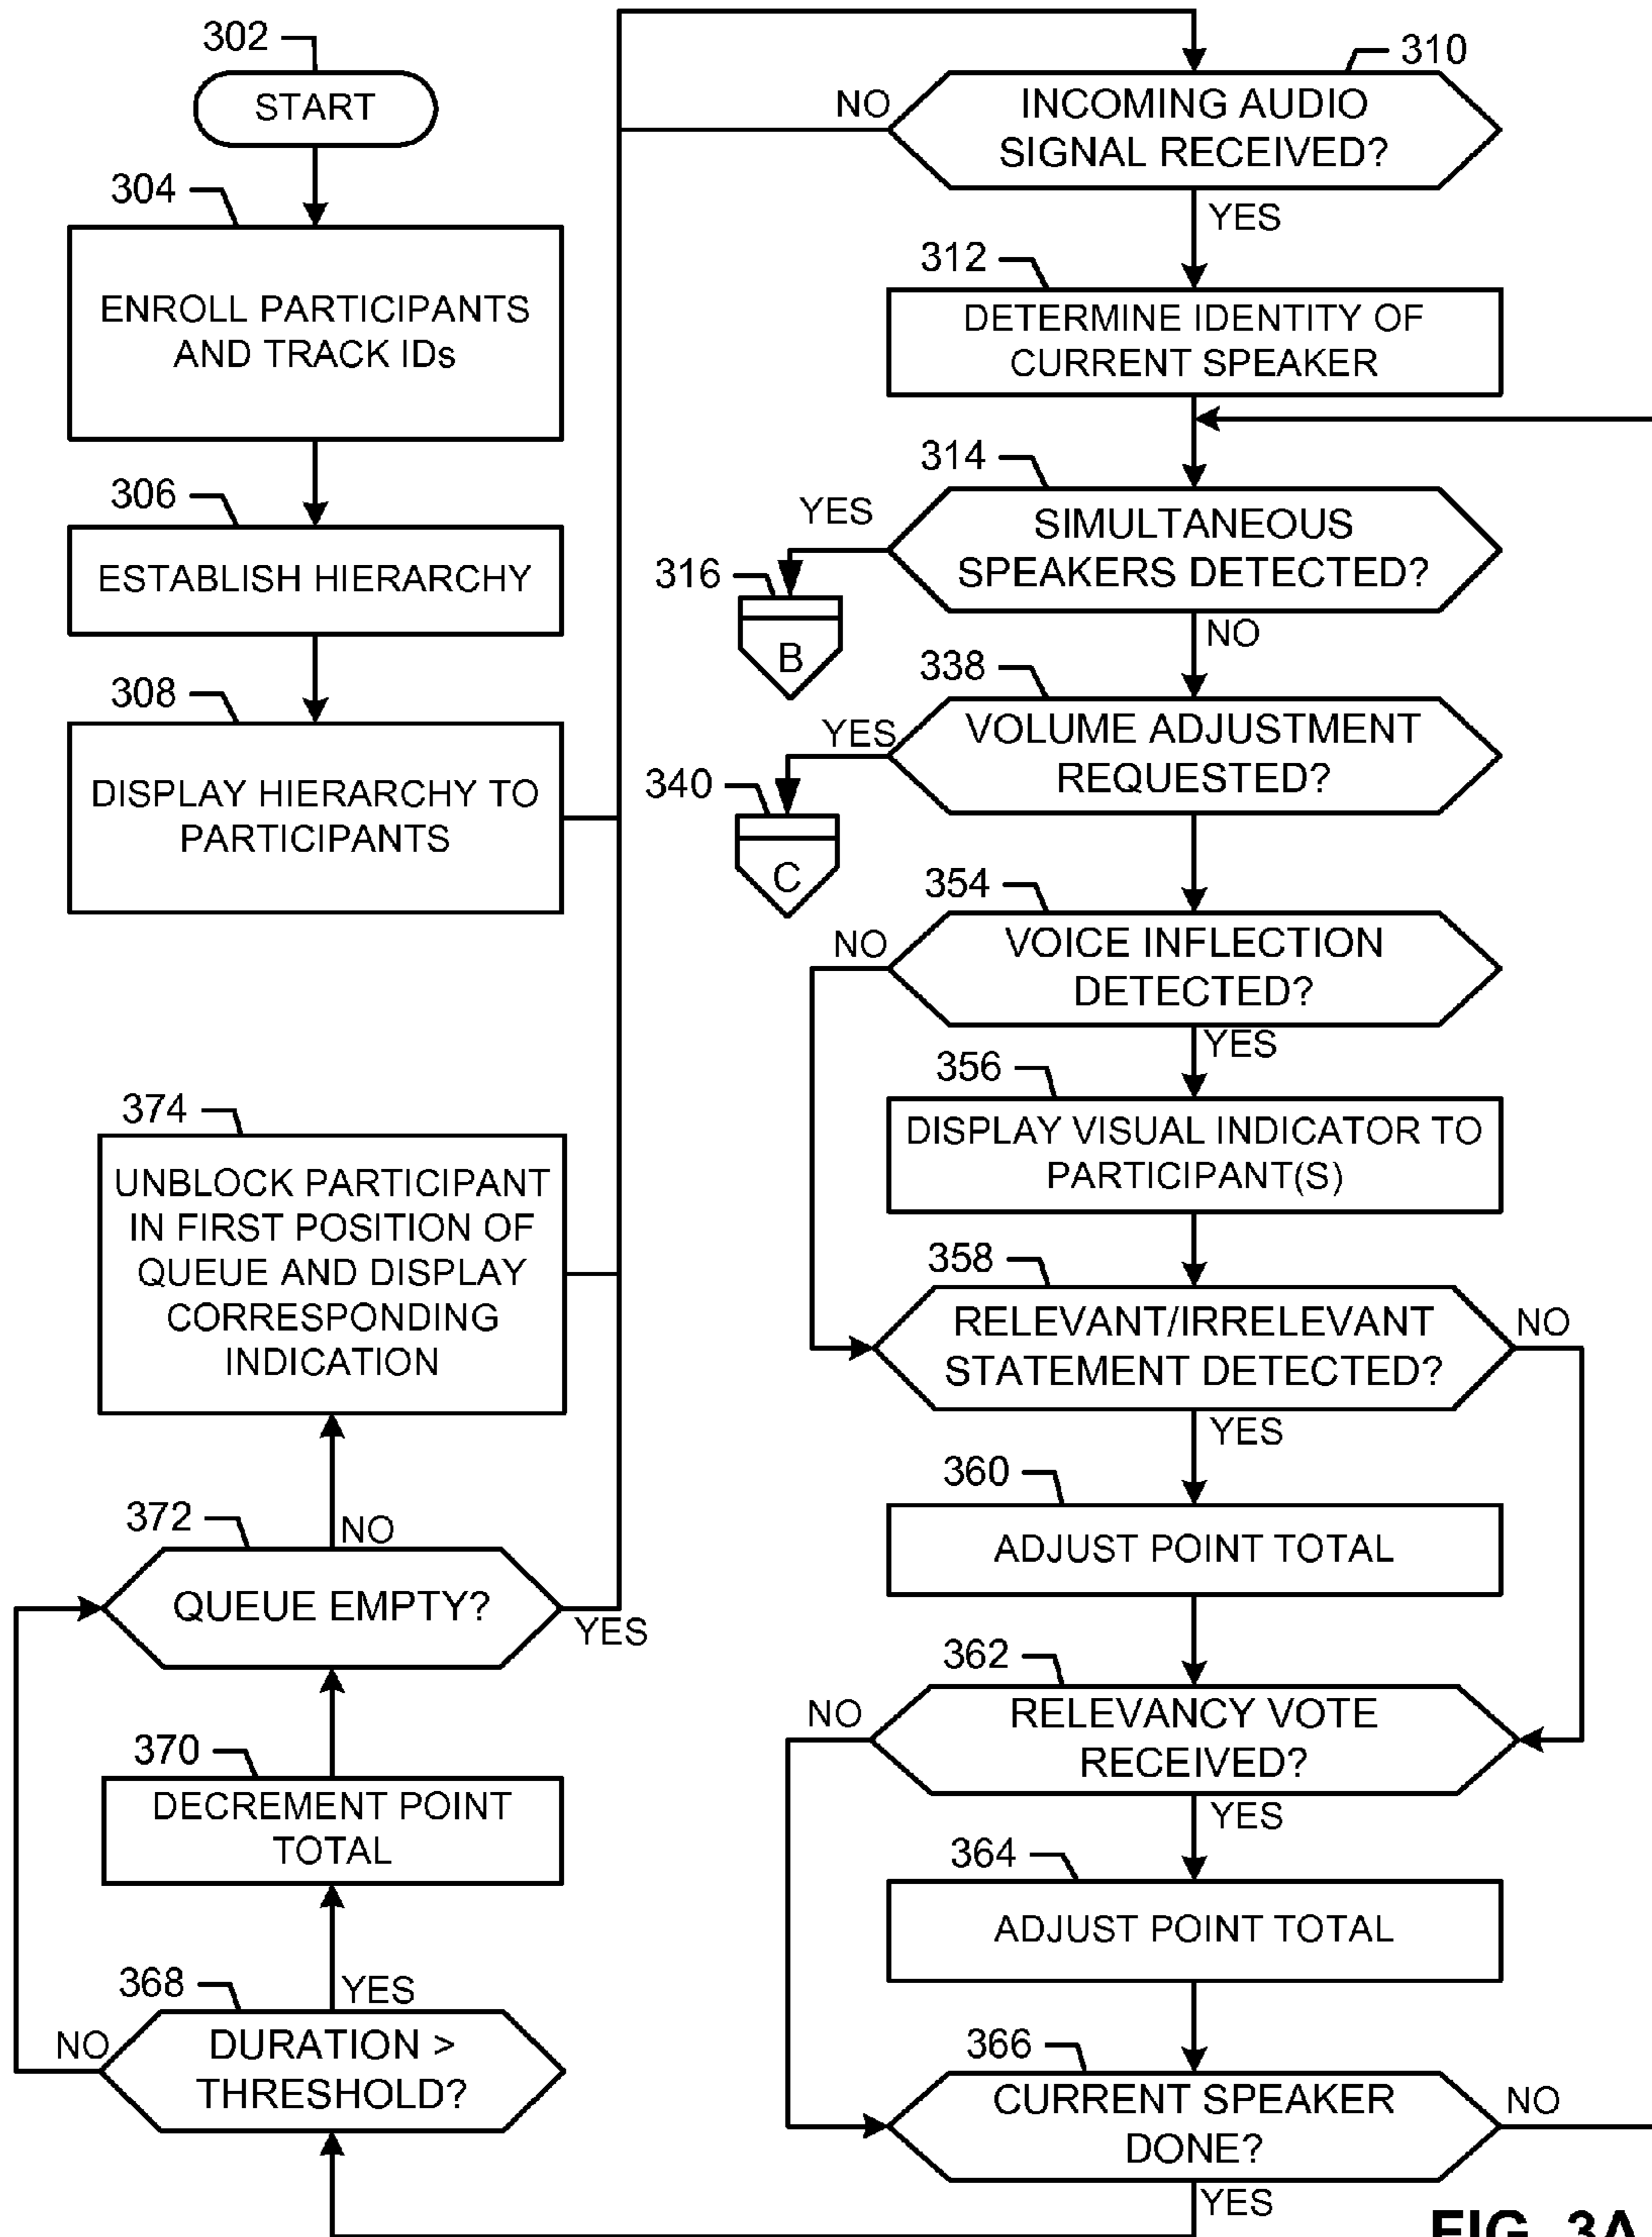 302
START
304
ENROLL PARTICIPANTS
AND TRACK IDs
306
ESTABLISH HIERARCHY
308
DISPLAY HIERARCHY TO
PARTICIPANTS
310
INCOMING AUDIO
SIGNAL RECEIVED?
NO
YES
312
DETERMINE IDENTITY OF
CURRENT SPEAKER
314
SIMULTANEOUS
SPEAKERS DETECTED?
YES
316
B
NO
338
VOLUME ADJUSTMENT
REQUESTED?
YES
340
C
354
VOICE INFLECTION
DETECTED?
NO
YES
356
DISPLAY VISUAL INDICATOR TO
PARTICIPANT(S)
358
RELEVANT/IRRELEVANT
STATEMENT DETECTED?
NO
YES
360
ADJUST POINT TOTAL
362
RELEVANCY VOTE
RECEIVED?
NO
YES
364
ADJUST POINT TOTAL
366
CURRENT SPEAKER
DONE?
NO
YES
368
DURATION >
THRESHOLD?
NO
YES
370
DECREMENT POINT
TOTAL
372
QUEUE EMPTY?
YES
NO
374
UNBLOCK PARTICIPANT
IN FIRST POSITION OF
QUEUE AND DISPLAY
CORRESPONDING
INDICATION
FIG. 3A